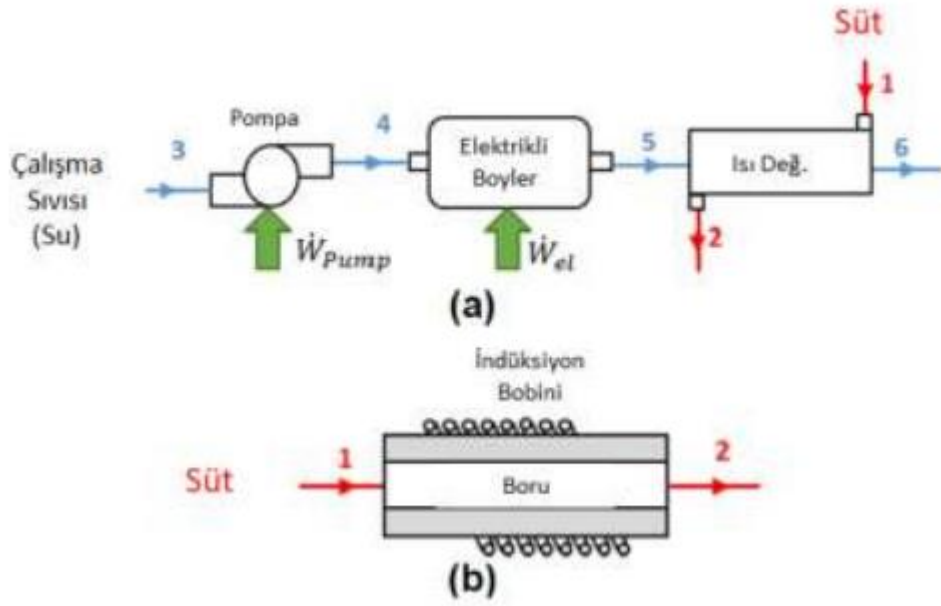 Süt
1
Pompa
3
4
Elektrikli
Boyler
5
Isı Değ.
6
Çalışma
Sıvısı
(Su)
Ẇ_Pump
Ẇ_el
2
(a)
İndüksiyon
Bobini
Süt
1
2
Boru
(b)